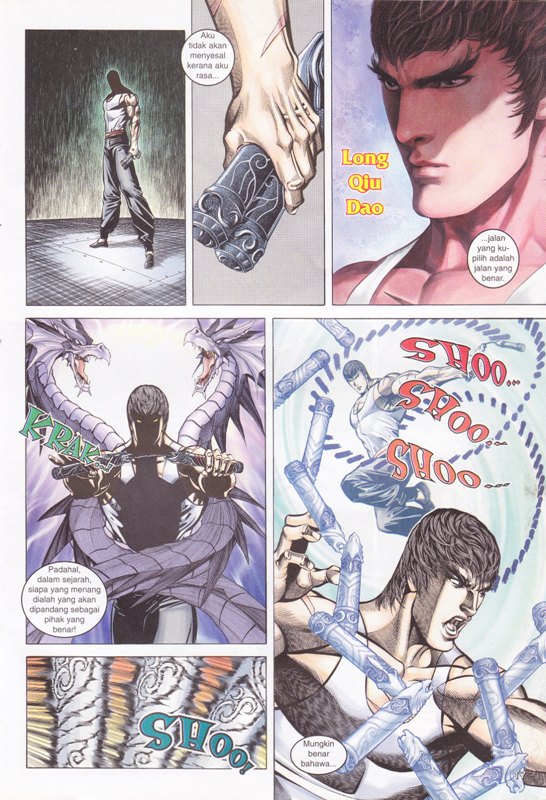 Aku
tidak akan
menyesal
kerana aku
rasa...
Long
Qiu
Dao
...jalan
yang ku-
pilih adalah
jalan yang
benar.
KRAK...
Padahal,
dalam sejarah,
siapa yang menang
dialah yang akan
dipandang sebagai
pihak yang
benar!
SHOO...
SHOO...
SHOO...
SHOO!
Mungkin
benar
bahawa...